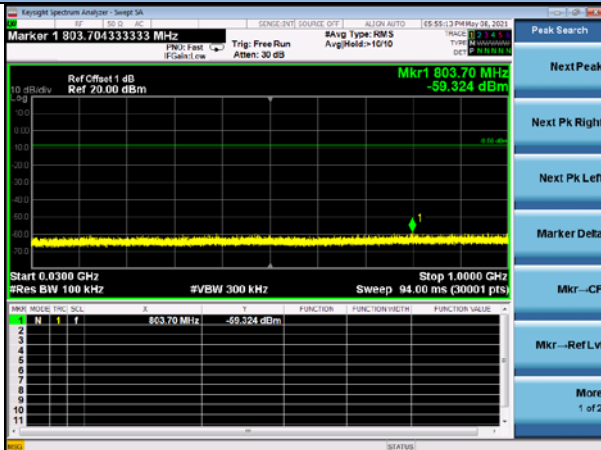 Keysight Spectrum Analyzer - Swept SA
RF 50 Ω AC SENSE:INT SOURCE OFF ALIGN AUTO 05:55:13 PM May 06, 2021
Marker 1 803.704333333 MHz
PNO: Fast
IFGain:Low
Trig: Free Run
Atten: 30 dB
#Avg Type: RMS
Avg|Hold:>10/10
TRACE 1 2 3 4 5 6
TYPE
DET P N N N N N
Peak Search
Next Peak
Next Pk Right
Next Pk Left
Marker Delta
Mkr→CF
Mkr→Ref Lvl
More
1 of 2
Ref Offset 1 dB
Ref 20.00 dBm
10 dB/div
Log
Mkr1 803.70 MHz
-59.324 dBm
10.0
0.00
-10.0
-20.0
-30.0
-40.0
-50.0
-60.0
-70.0
1
Start 0.0300 GHz
Stop 1.0000 GHz
#Res BW 100 kHz
#VBW 300 kHz
Sweep 94.00 ms (30001 pts)
MKR MODE TRC SCL X Y FUNCTION FUNCTION WIDTH FUNCTION VALUE
1 N 1 f 803.70 MHz -59.324 dBm
2
3
4
5
6
7
8
9
10
11
MSG
STATUS